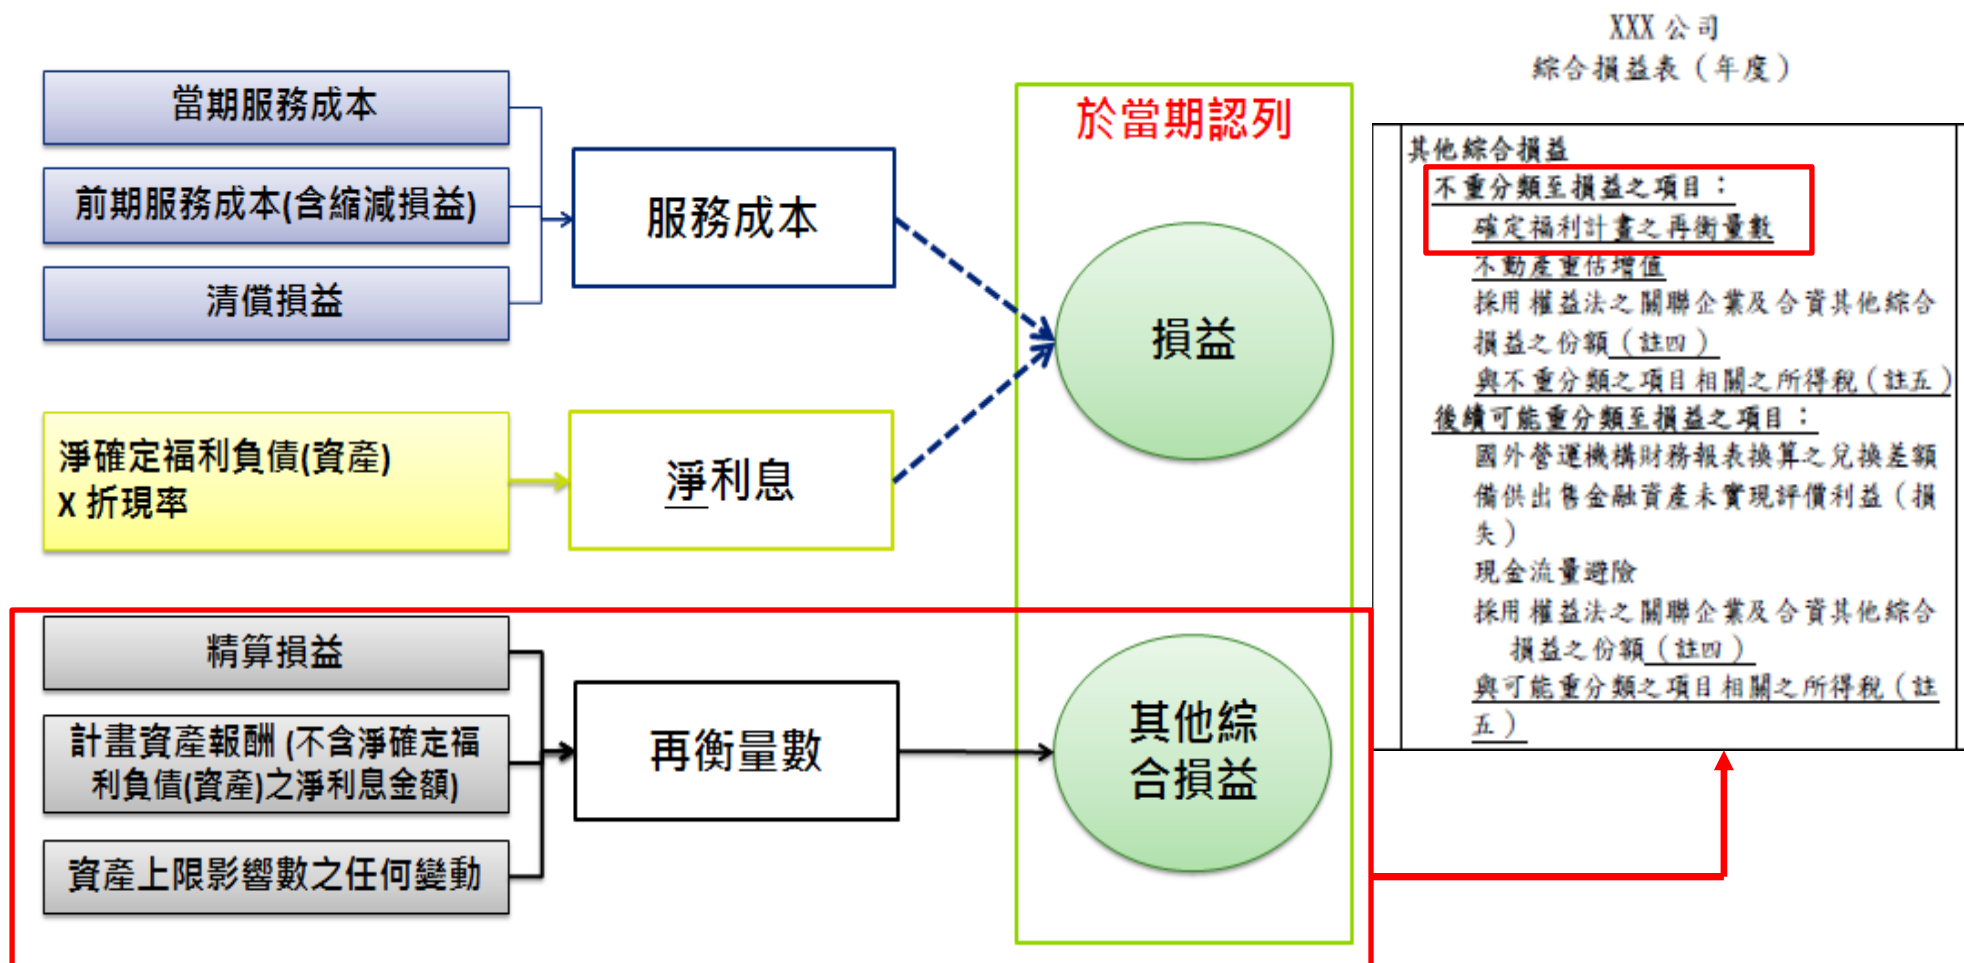 當期服務成本
前期服務成本(含縮減損益)
清償損益
服務成本
淨確定福利負債(資產)
X 折現率
淨利息
精算損益
計畫資產報酬 (不含淨確定福
利負債(資產)之淨利息金額)
資產上限影響數之任何變動
再衡量數
於當期認列
損益
其他綜
合損益
XXX 公司
綜合損益表（年度）
其他綜合損益
不重分類至損益之項目：
確定福利計畫之再衡量數
不動產重估增值
採用權益法之關聯企業及合資其他綜合
損益之份額（註四）
與不重分類之項目相關之所得稅（註五）
後續可能重分類至損益之項目：
國外營運機構財務報表換算之兌換差額
備供出售金融資產未實現評價利益（損
失）
現金流量避險
採用權益法之關聯企業及合資其他綜合
損益之份額（註四）
與可能重分類之項目相關之所得稅（註
五）